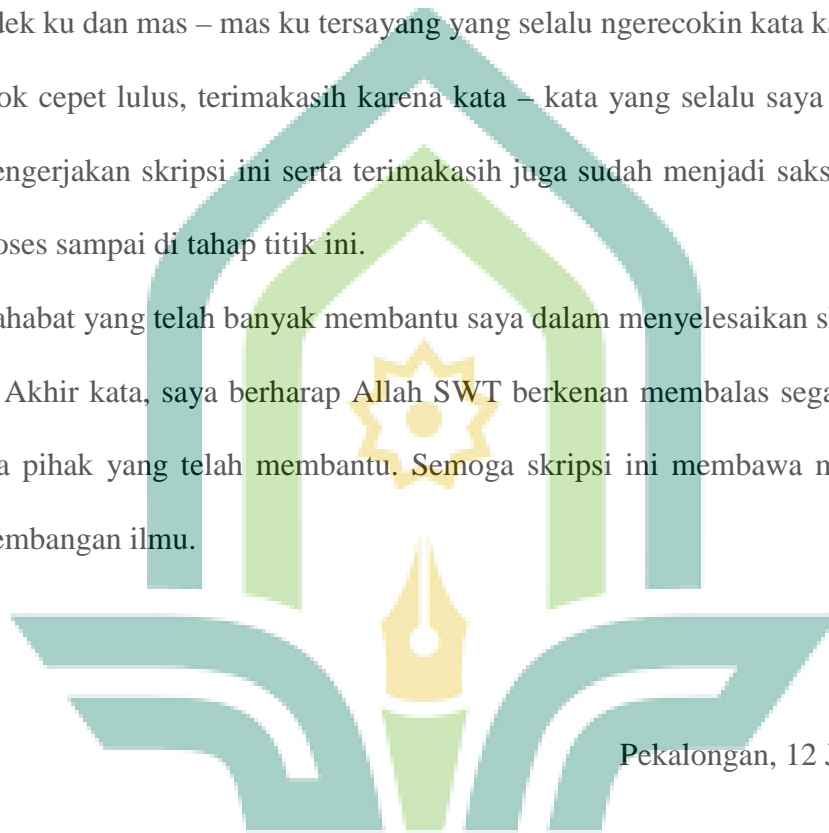 dek ku dan mas – mas ku tersayang yang selalu ngerecokin kata ka
ok cepet lulus, terimakasih karena kata – kata yang selalu saya
engerjakan skripsi ini serta terimakasih juga sudah menjadi saks
oses sampai di tahap titik ini.
ahabat yang telah banyak membantu saya dalam menyelesaikan s
Akhir kata, saya berharap Allah SWT berkenan membalas sega
a pihak yang telah membantu. Semoga skripsi ini membawa m
embangan ilmu.
Pekalongan, 12 J